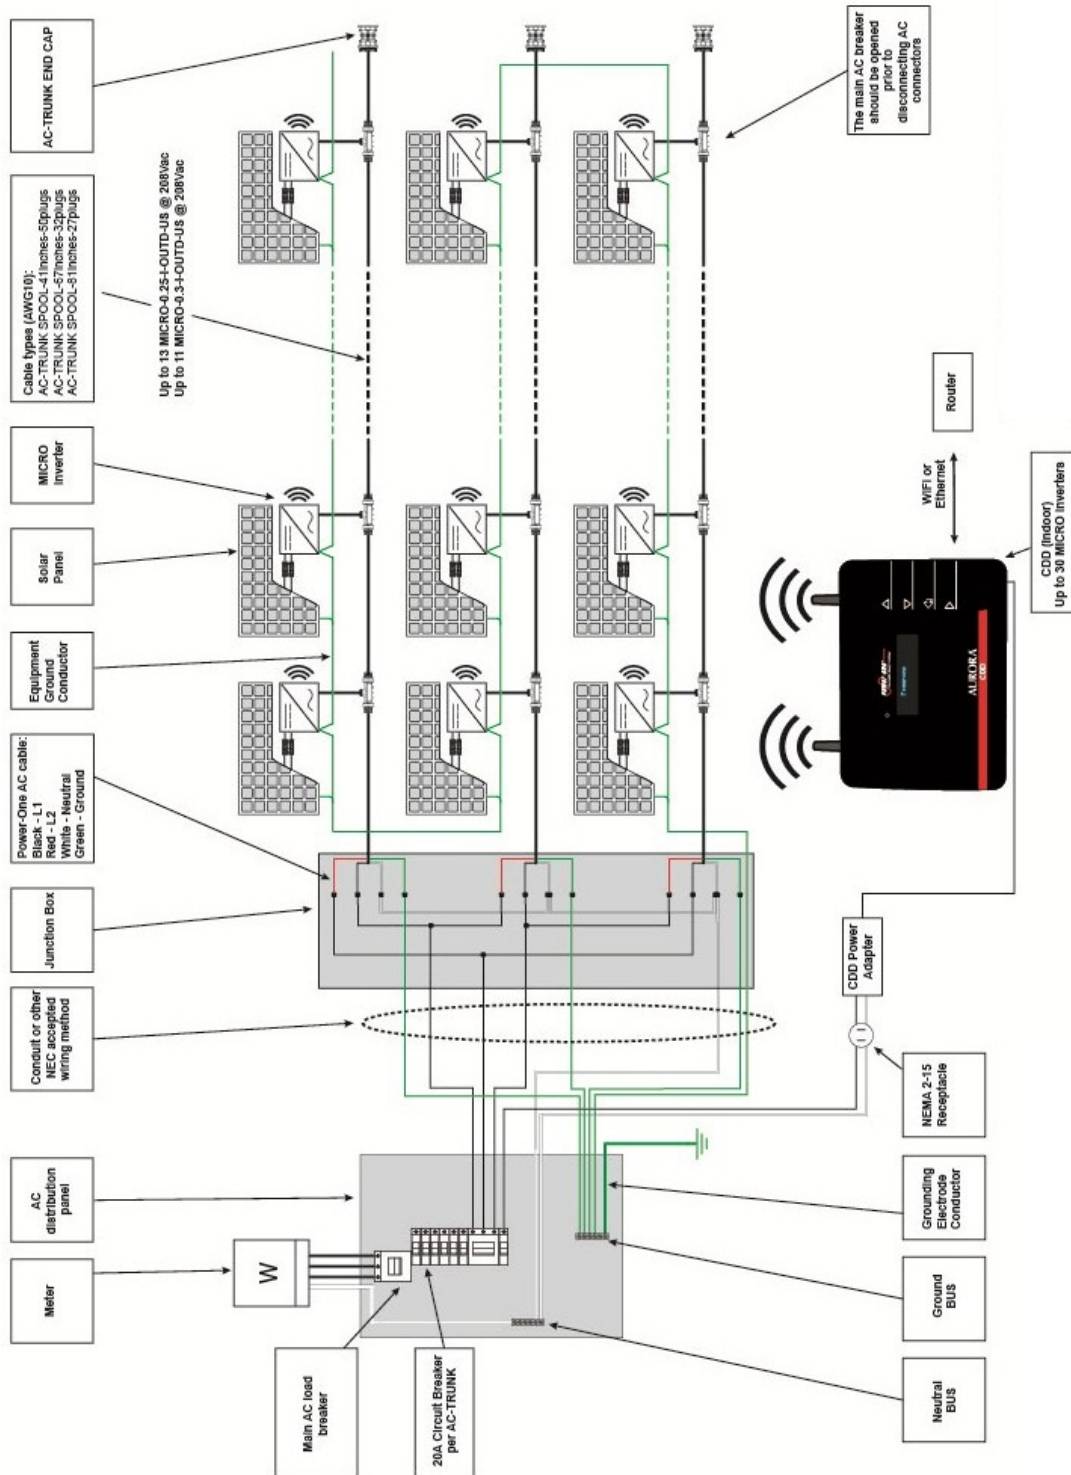 AC-TRUNK END CAP
Cable types (AWG10):
AC-TRUNK SPOOL-41inches-50plugs
AC-TRUNK SPOOL-67inches-32plugs
AC-TRUNK SPOOL-81inches-27plugs
Up to 13 MICRO-0.25-I-OUTD-US @ 208Vac
Up to 11 MICRO-0.3-I-OUTD-US @ 208Vac
MICRO
Inverter
Solar
Panel
Equipment
Ground
Conductor
Power-One AC cable:
Black - L1
Red - L2
White - Neutral
Green - Ground
Junction Box
Conduit or other
NEC accepted
wiring method
AC
distribution
panel
Meter
W
Main AC load
breaker
20A Circuit Breaker
per AC-TRUNK
The main AC breaker
should be opened
prior to
disconnecting AC
connectors
Router
WiFi or
Ethernet
CDD (Indoor)
Up to 30 MICRO Inverters
AURORA
CDD
CDD Power
Adapter
NEMA 2-15
Receptacle
Grounding
Electrode
Conductor
Ground
BUS
Neutral
BUS